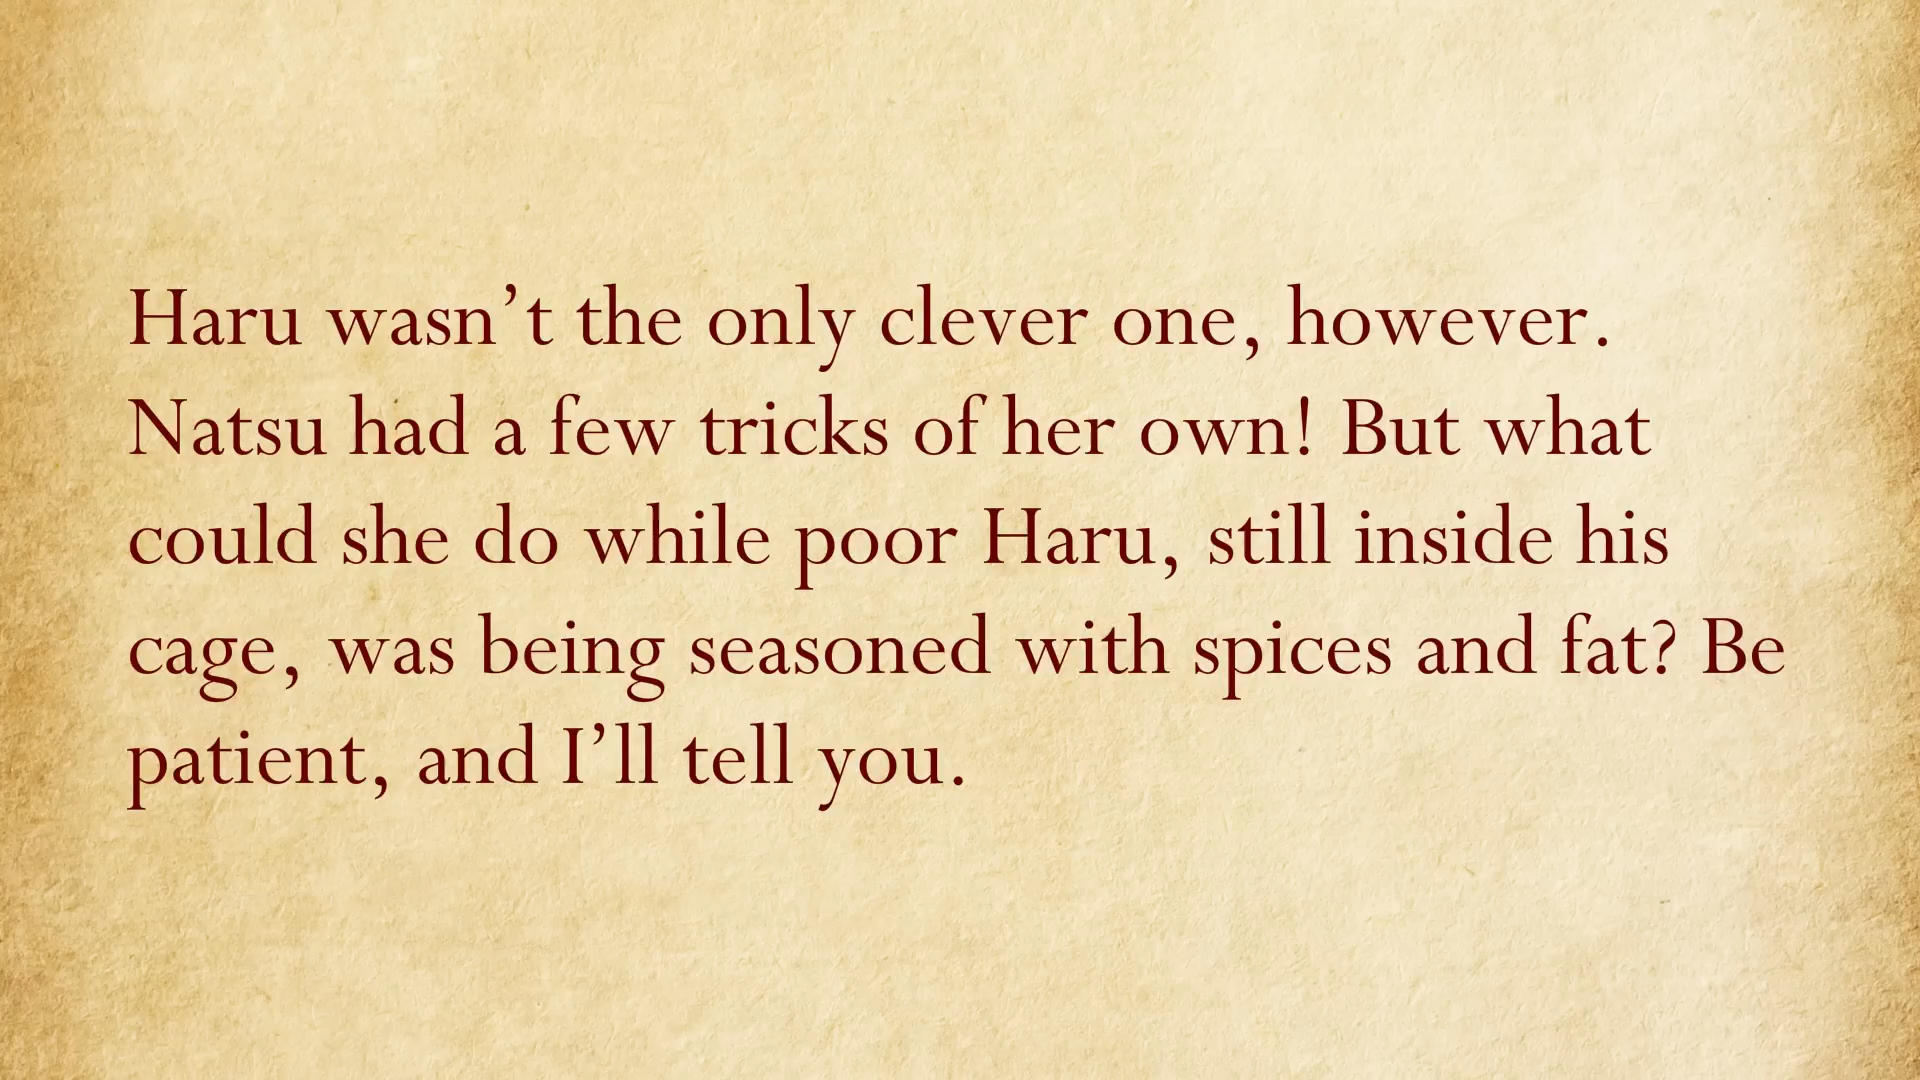 Haru wasn’t the only clever one, however.
Natsu had a few tricks of her own! But what
could she do while poor Haru, still inside his
cage, was being seasoned with spices and fat? Be
patient, and I’ll tell you.